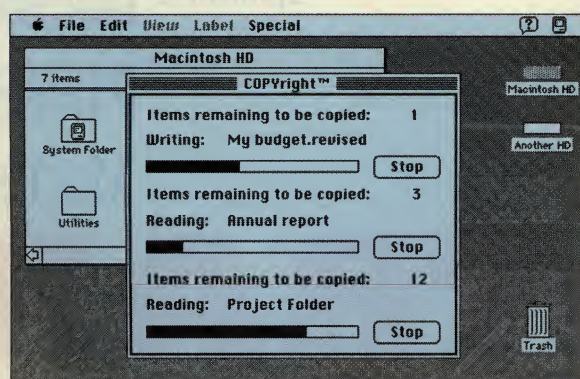 File Edit View Label Special
Macintosh HD
7 items
System Folder
Utilities
COPYright™
Items remaining to be copied: 1
Writing: My budget.revised
Stop
Items remaining to be copied: 3
Reading: Annual report
Stop
Items remaining to be copied: 12
Reading: Project Folder
Stop
Macintosh HD
Another HD
Trash